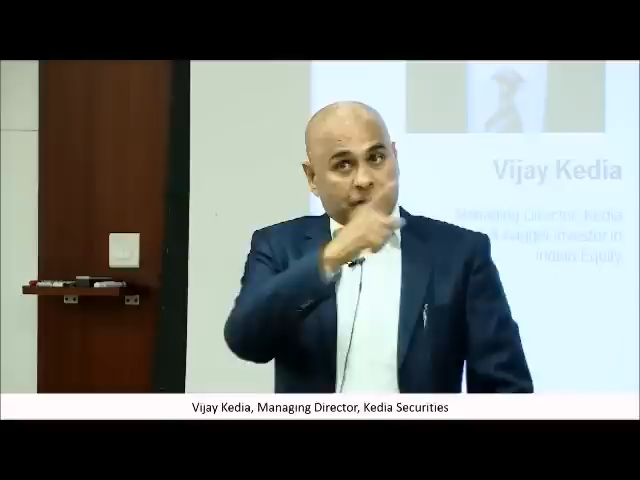 Vijay Kedia
Managing Director, Kedia
investor in
Indian Equity
Vijay Kedia, Managing Director, Kedia Securities